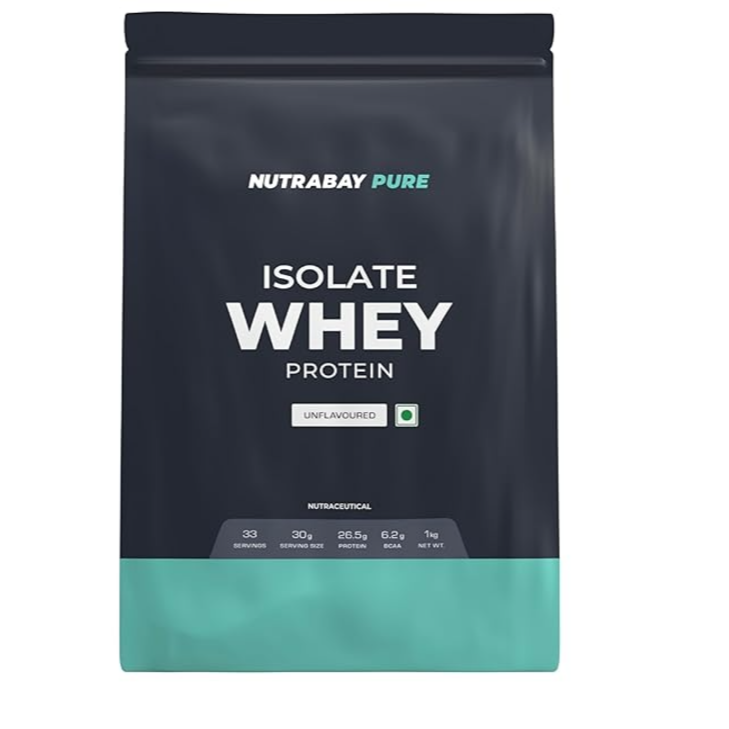 NUTRABAY PURE
ISOLATE
WHEY
PROTEIN
UNFLAVOURED
NUTRACEUTICAL
33 30g 26.5g 6.2g 1kg
SERVINGS SERVING SIZE PROTEIN BCAA NET WT.